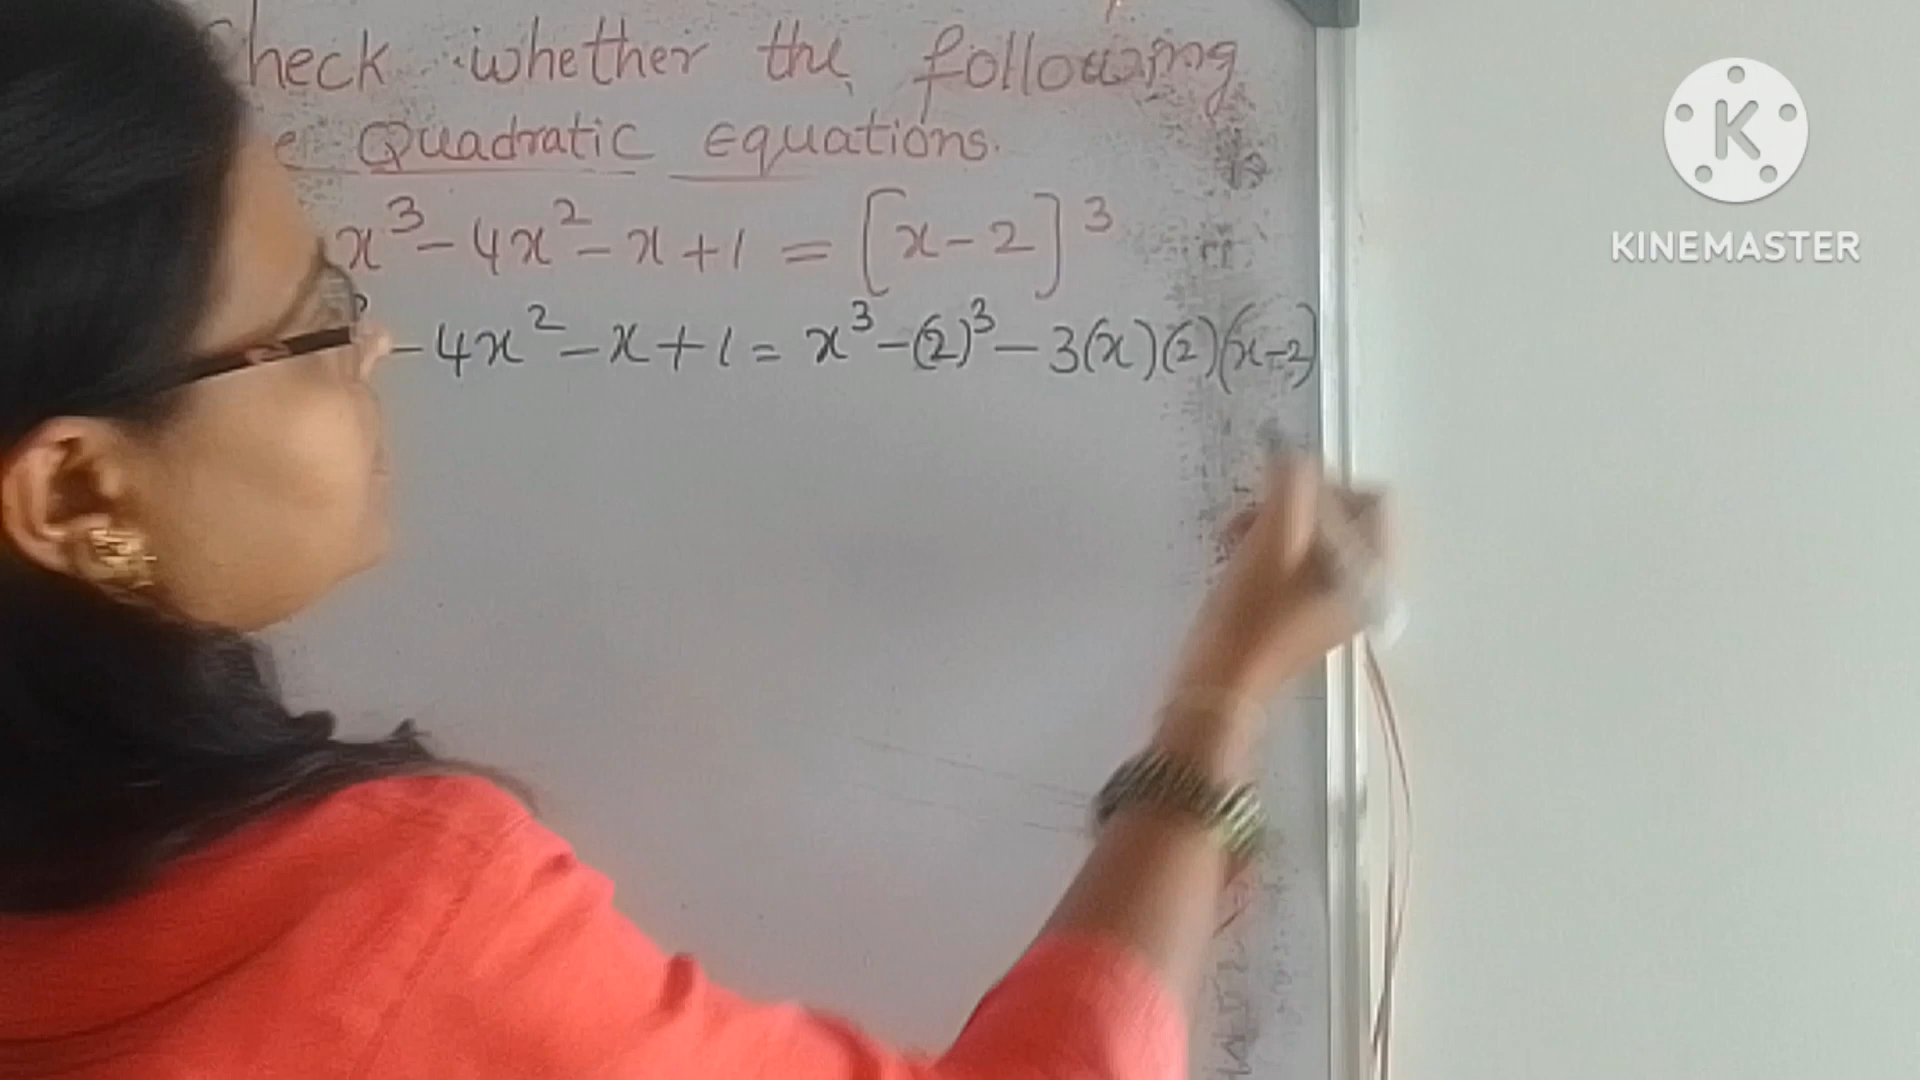 heck whether the following
e Quadratic equations.
x³ - 4x² - x + 1 = [x - 2]³
- 4x² - x + 1 = x³ - (2)³ - 3(x)(2)(x-2)
K
KINEMASTER